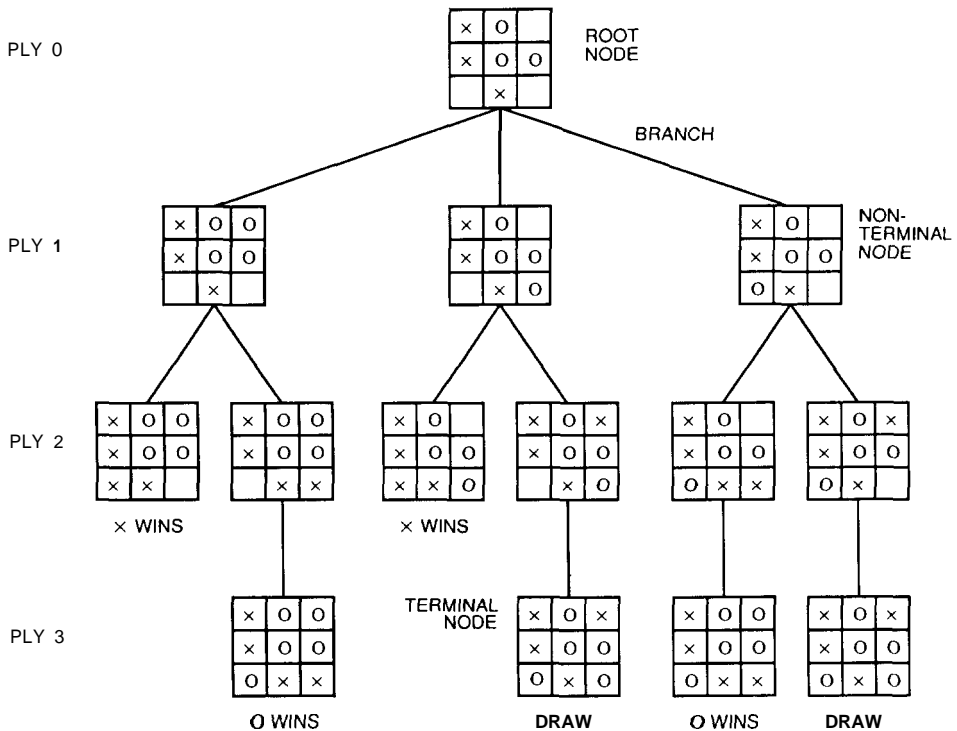 × O
ROOT
NODE
PLY 0
× O O
×
BRANCH
× O O
× O
× O
NON-
TERMINAL
NODE
PLY 1
× O O
× O O
× O O
×
× O
O ×
× O O
× O O
× O
× O ×
× O
× O ×
PLY 2
× O O
× O O
× O O
× O O
× O O
× O O
× ×
× ×
× × O
× O
O × ×
O ×
× WINS
× WINS
× O O
TERMINAL
NODE
× O ×
× O O
× O ×
PLY 3
× O O
× O O
× O O
× O O
O × ×
O × O
O × ×
O × O
O WINS
DRAW
O WINS
DRAW